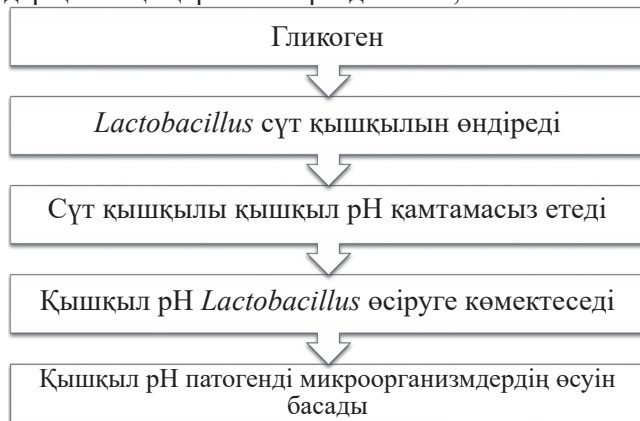 Гликоген
Lactobacillus сүт қышқылын өндіреді
Сүт қышқылы қышқыл pH қамтамасыз етеді
Қышқыл pH Lactobacillus өсіруге көмектеседі
Қышқыл pH патогенді микроорганизмдердің өсуін
басады